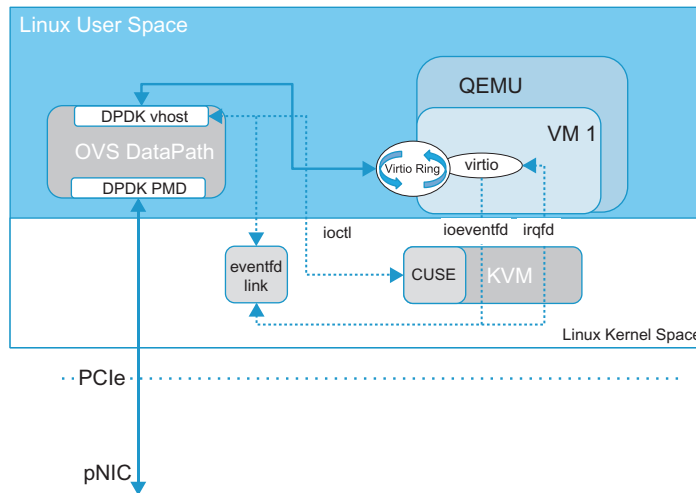 Linux User Space
QEMU
DPDK vhost
VM 1
OVS DataPath
Virtio Ring
virtio
DPDK PMD
ioctl
ioeventfd
irqfd
eventfd
link
CUSE
KVM
Linux Kernel Space
PCIe
pNIC